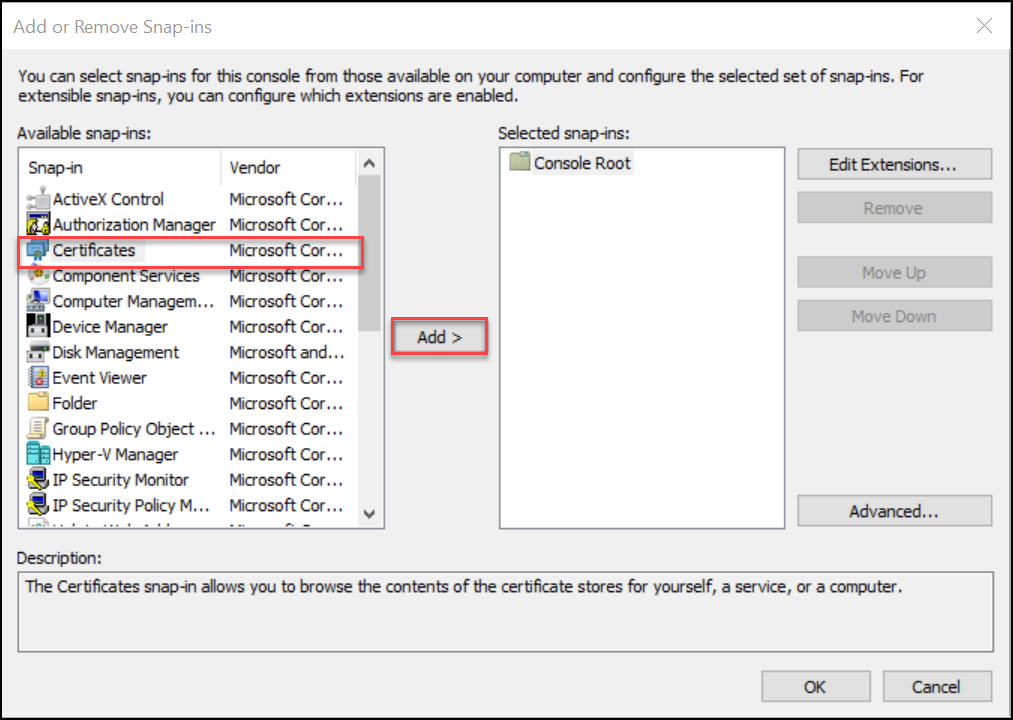 Add or Remove Snap-ins
You can select snap-ins for this console from those available on your computer and configure the selected set of snap-ins. For
extensible snap-ins, you can configure which extensions are enabled.
Available snap-ins:
Snap-in Vendor
ActiveX Control Microsoft Cor...
Authorization Manager Microsoft Cor...
Certificates Microsoft Cor...
Component Services Microsoft Cor...
Computer Managem... Microsoft Cor...
Device Manager Microsoft Cor...
Disk Management Microsoft and...
Event Viewer Microsoft Cor...
Folder Microsoft Cor...
Group Policy Object ... Microsoft Cor...
Hyper-V Manager Microsoft Cor...
IP Security Monitor Microsoft Cor...
IP Security Policy M... Microsoft Cor...
Add >
Selected snap-ins:
Console Root
Edit Extensions...
Remove
Move Up
Move Down
Advanced...
Description:
The Certificates snap-in allows you to browse the contents of the certificate stores for yourself, a service, or a computer.
OK
Cancel